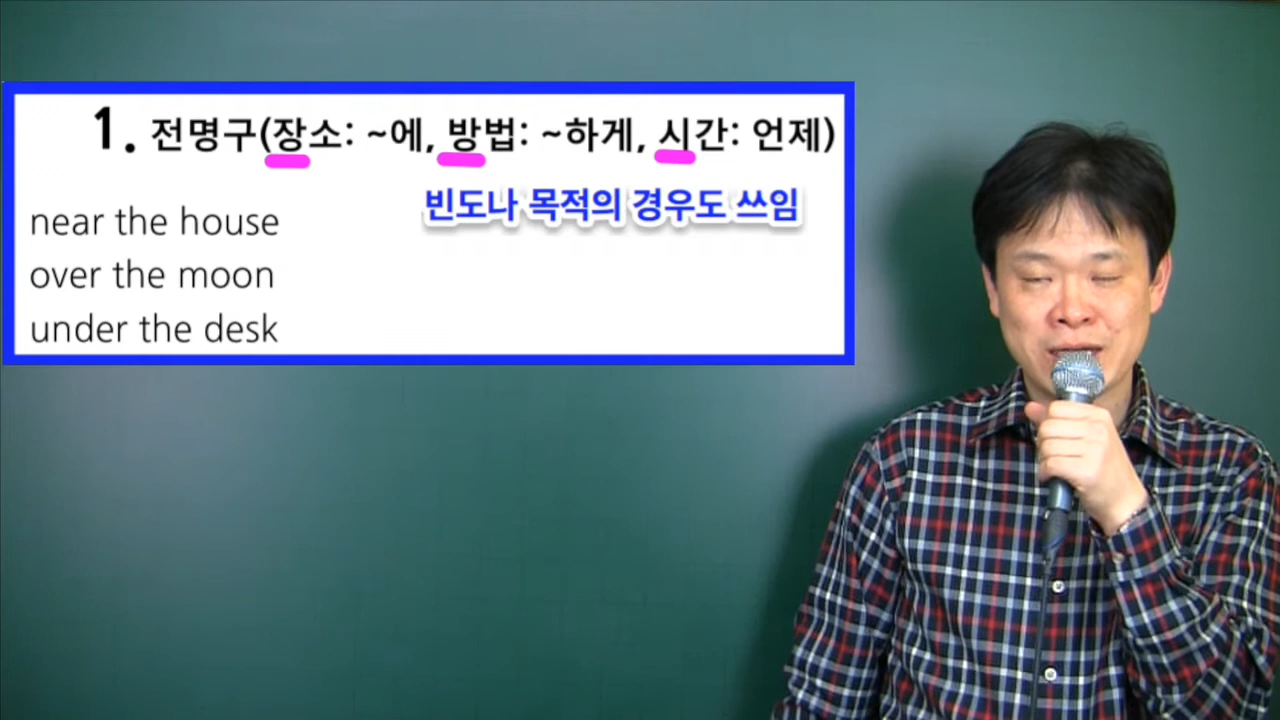 1. 전명구(장소: ~에, 방법: ~하게, 시간: 언제)
빈도나 목적의 경우도 쓰임
near the house
over the moon
under the desk